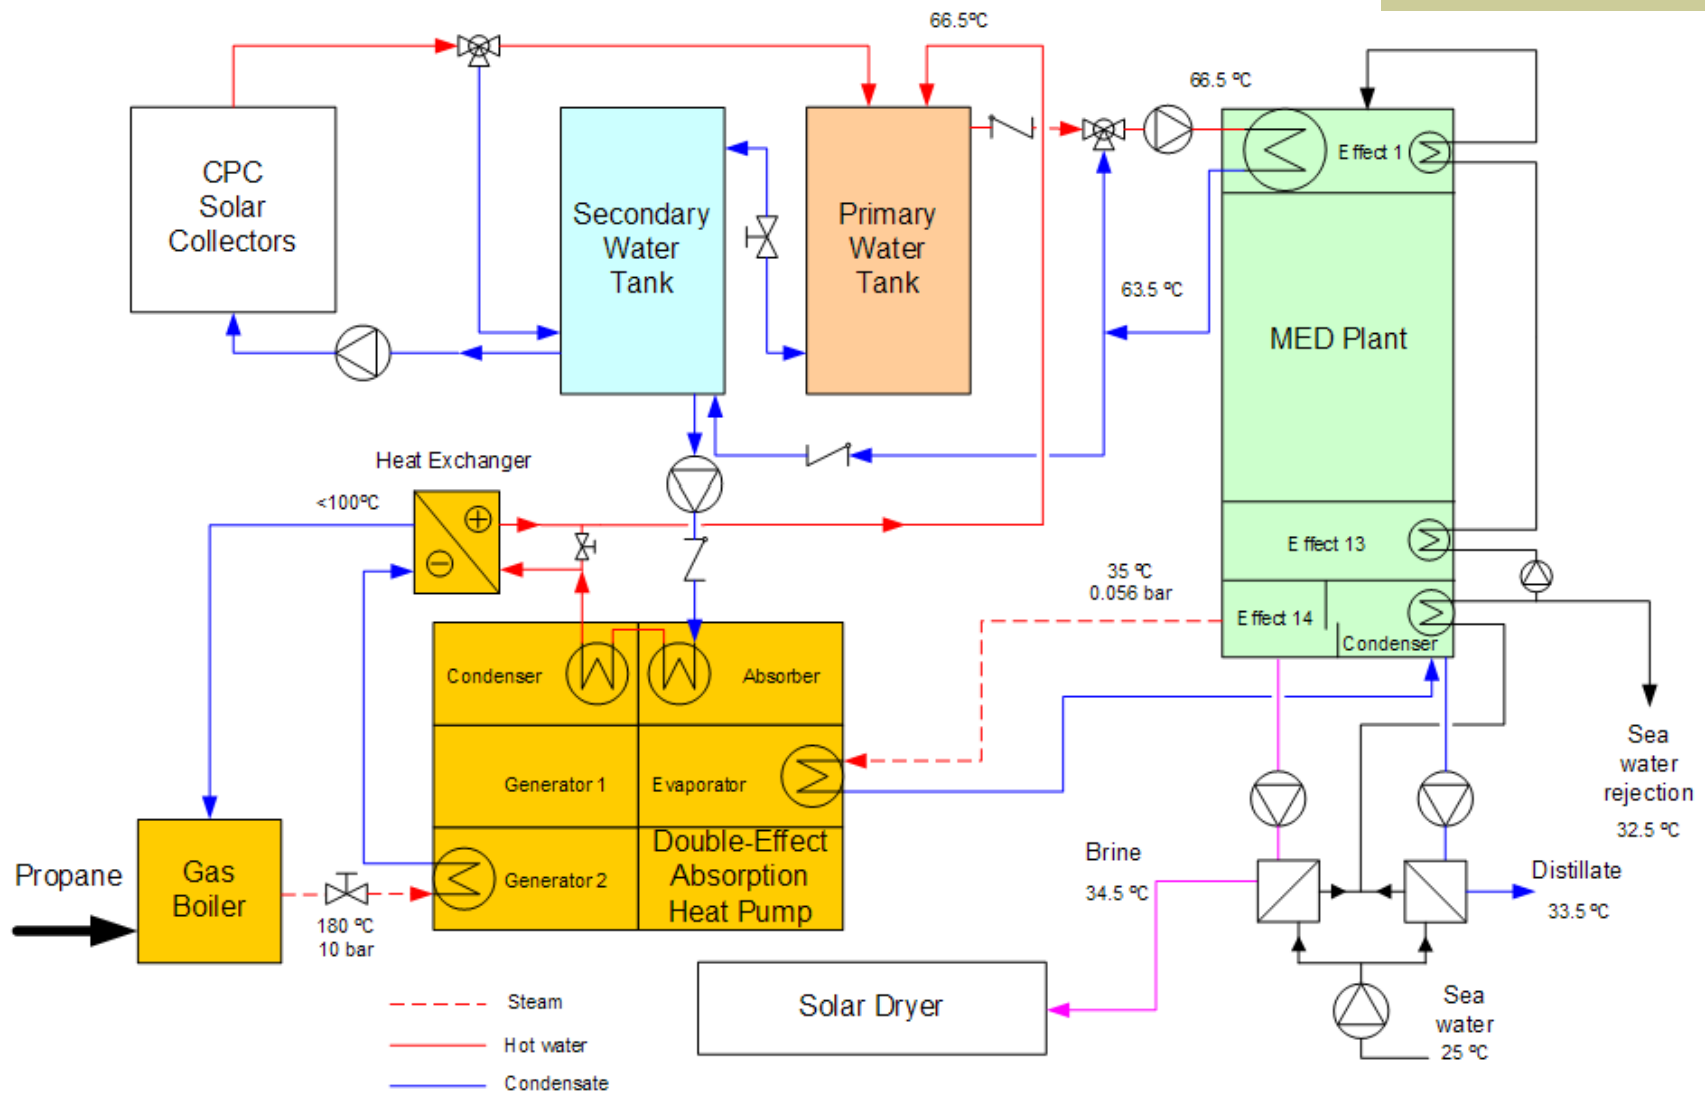 66.5ºC
66.5 ºC
CPC
Solar
Collectors
Secondary
Water
Tank
Primary
Water
Tank
Effect 1
63.5 ºC
MED Plant
Heat Exchanger
<100ºC
+
−
Effect 13
35 ºC
0.056 bar
Effect 14
Condenser
Condenser
Absorber
Generator 1
Evaporator
Sea
water
rejection
32.5 ºC
Propane
Gas
Boiler
180 ºC
10 bar
Generator 2
Double-Effect
Absorption
Heat Pump
Brine
34.5 ºC
Distillate
33.5 ºC
Steam
Hot water
Condensate
Solar Dryer
Sea
water
25 ºC